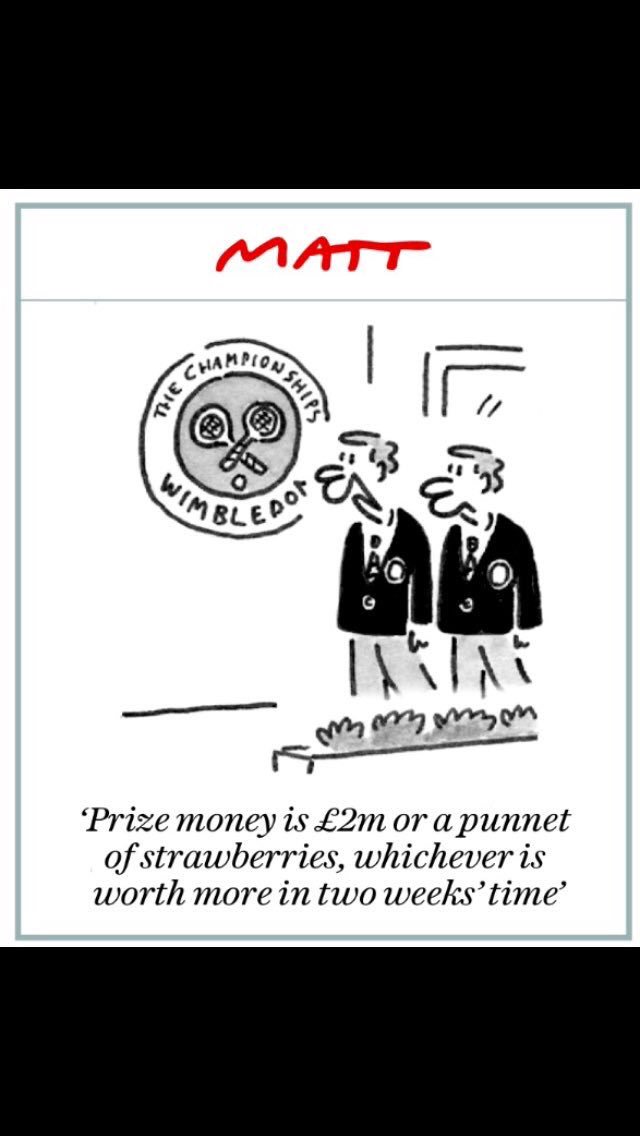 MATT
THE CHAMPIONSHIPS
WIMBLEDON
‘Prize money is £2m or a punnet
of strawberries, whichever is
worth more in two weeks’ time’